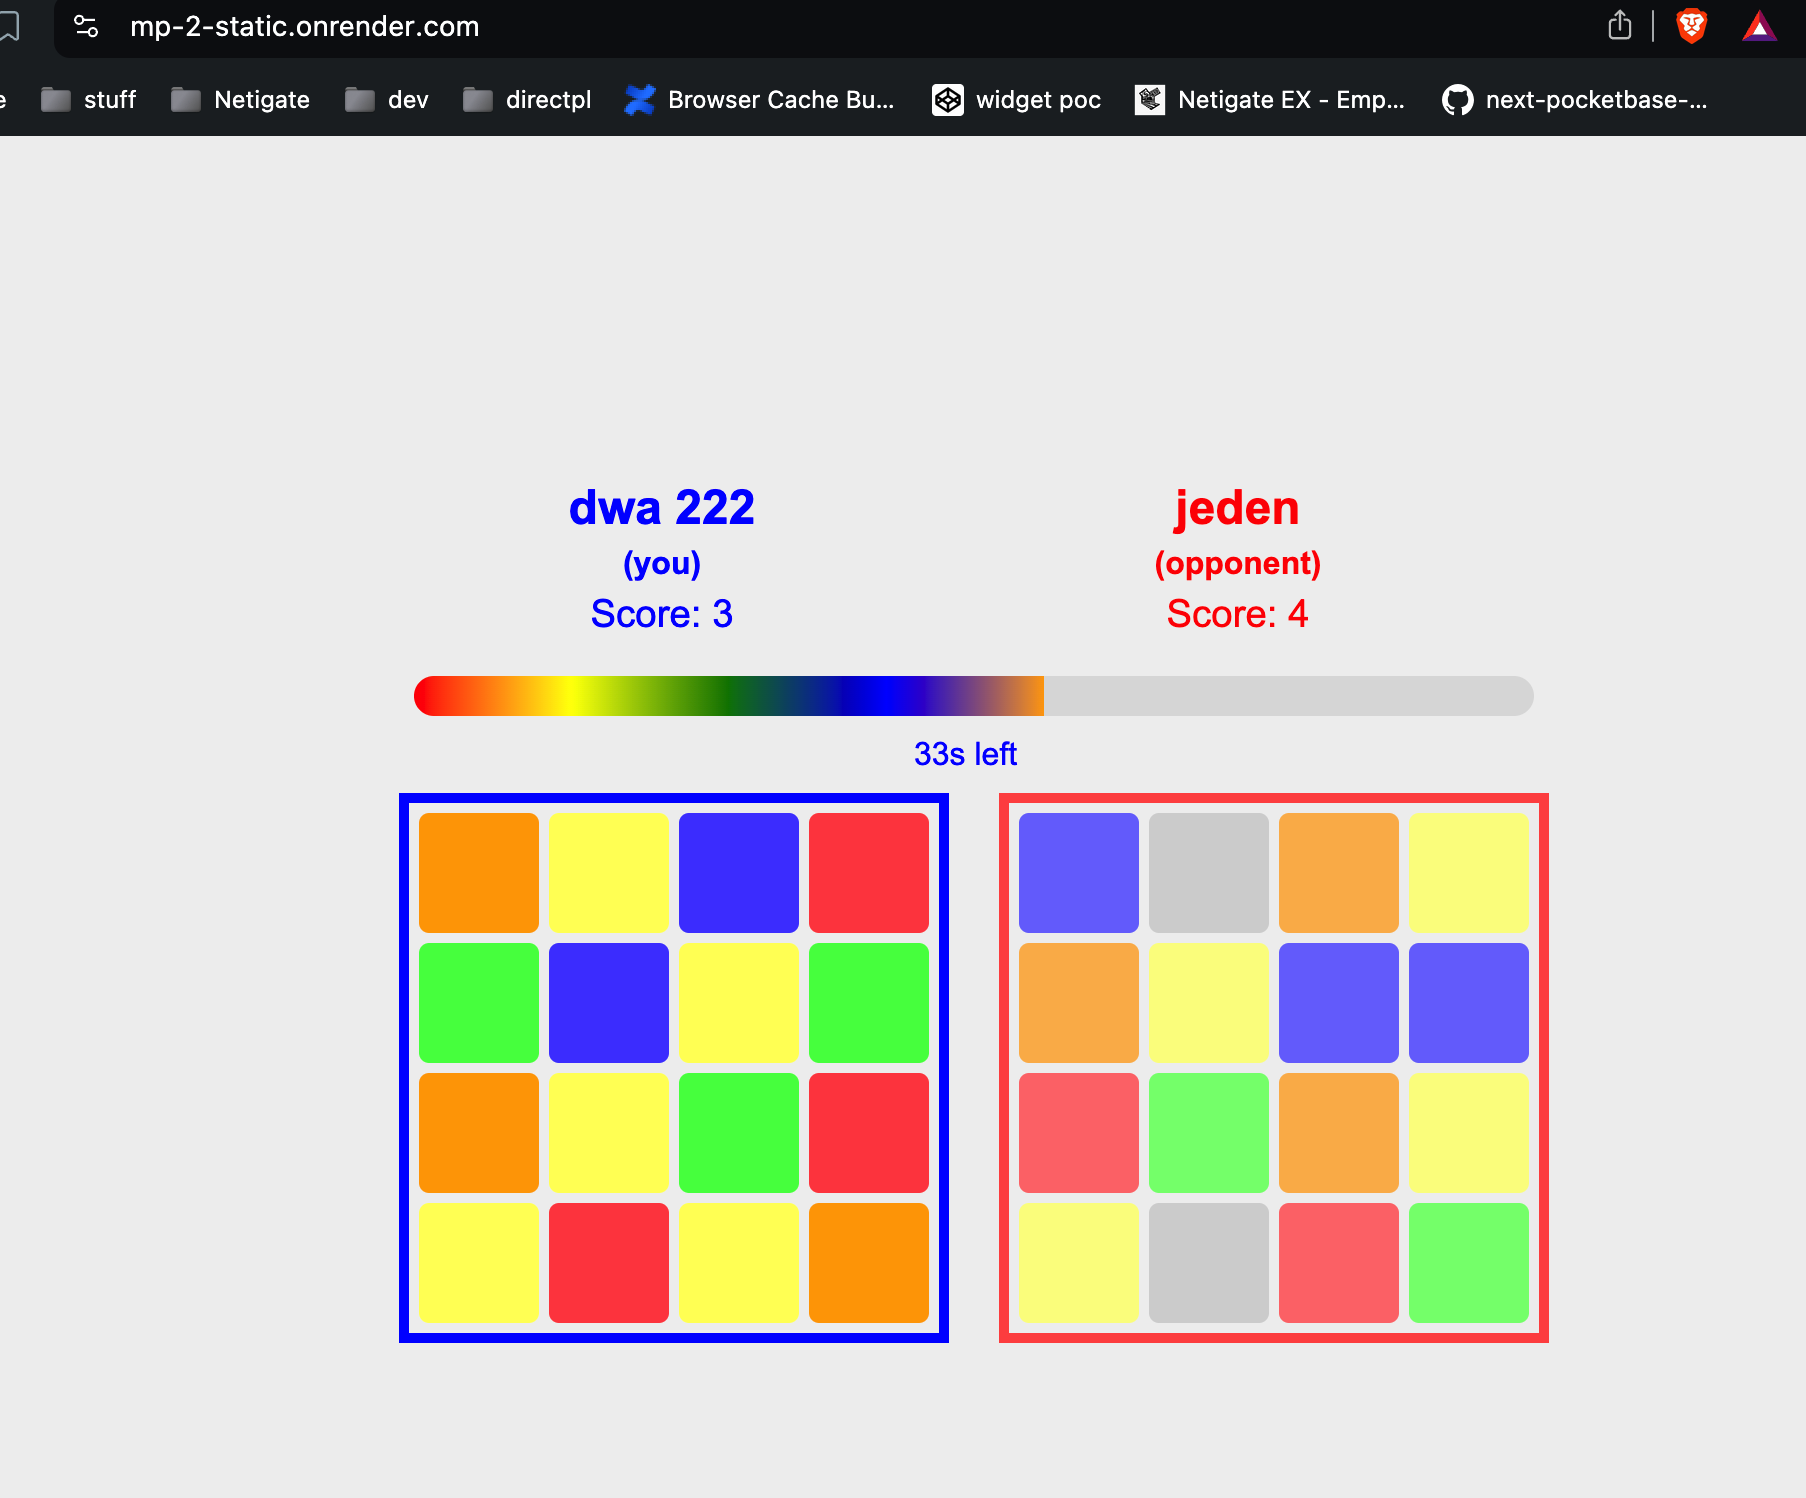 mp-2-static.onrender.com
e
stuff
Netigate
dev
directpl
Browser Cache Bu...
widget poc
Netigate EX - Emp...
next-pocketbase-...
dwa 222
(you)
Score: 3
jeden
(opponent)
Score: 4
33s left